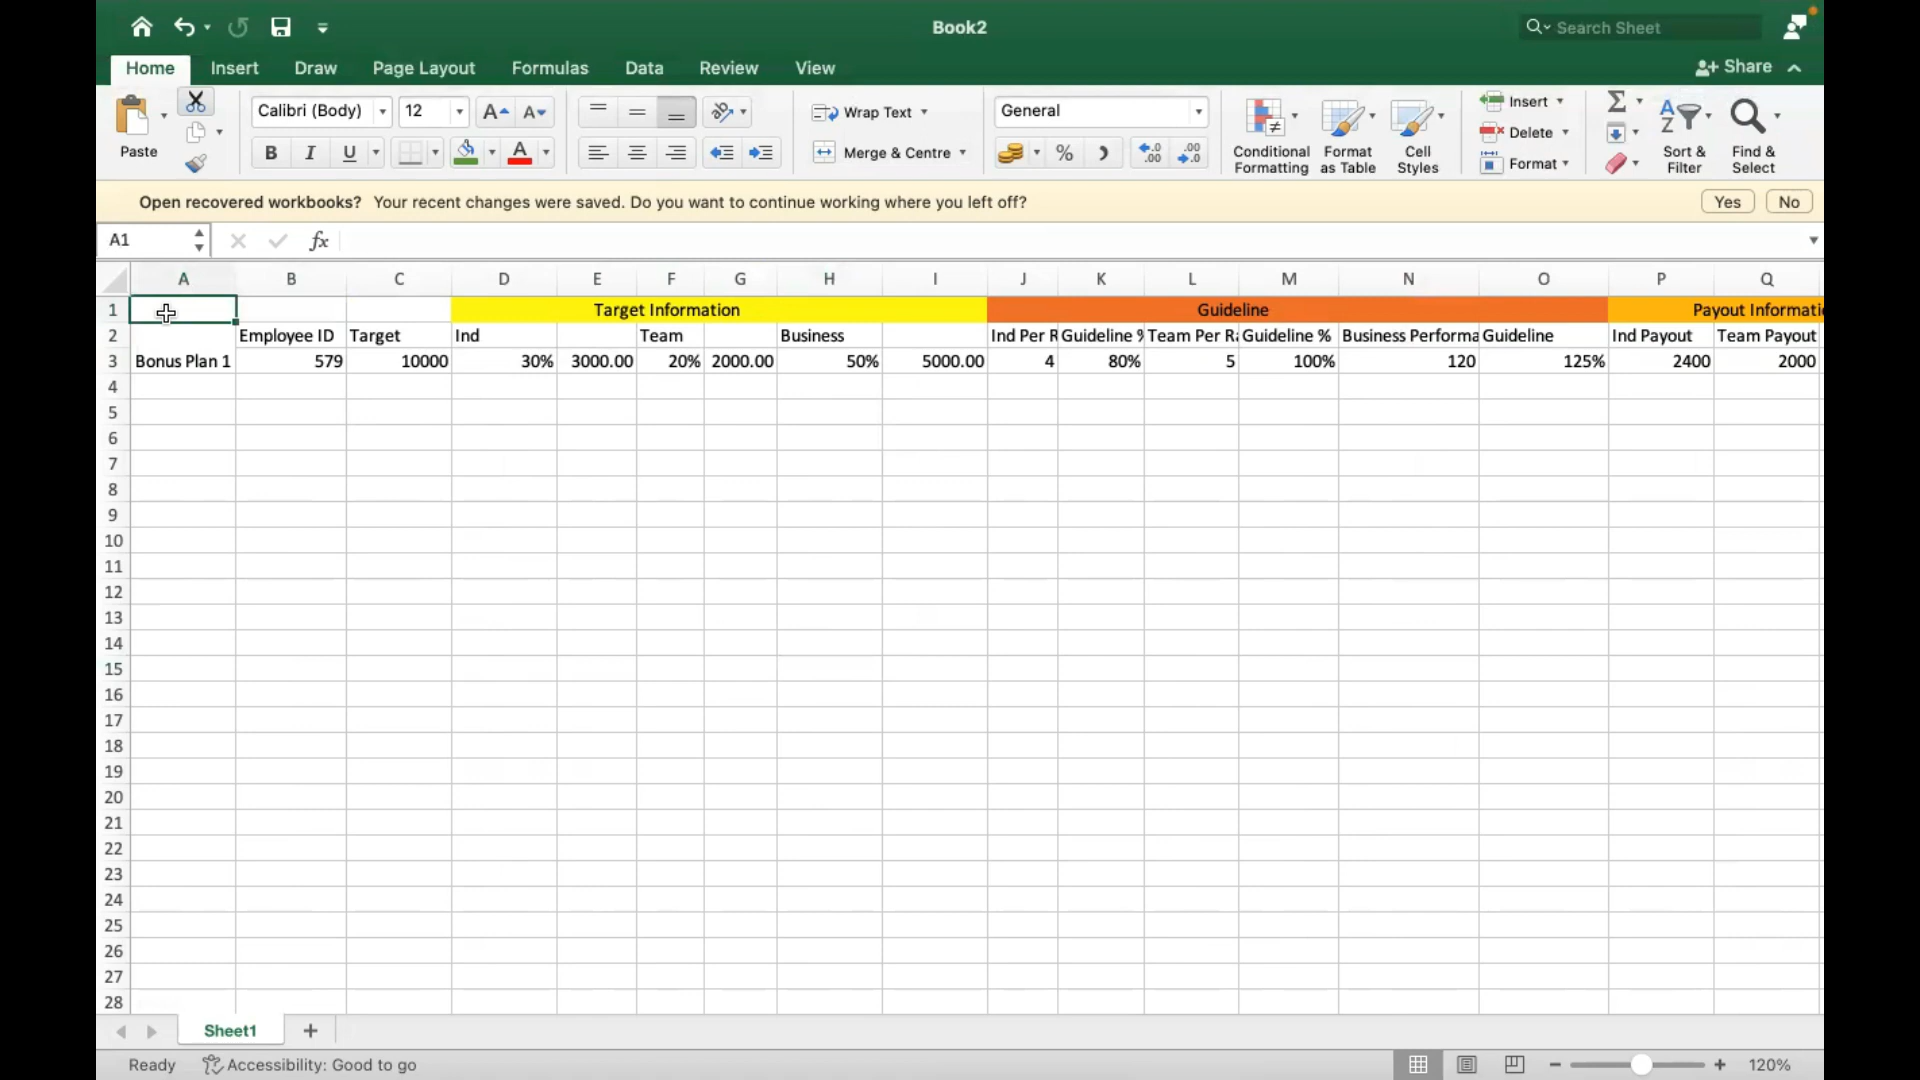 Book2
Search Sheet
Home Insert Draw Page Layout Formulas Data Review View
Share
Paste
Calibri (Body) 12
Wrap Text
Merge & Centre
General
Conditional Formatting
Format as Table
Cell Styles
Insert
Delete
Format
Sort & Filter
Find & Select
Open recovered workbooks? Your recent changes were saved. Do you want to continue working where you left off? Yes No
A1 fx
A B C D E F G H I J K L M N O P Q
1 Target Information Guideline Payout Informati
2 Employee ID Target Ind Team Business Ind Per R Guideline % Team Per Ra Guideline % Business Performa Guideline Ind Payout Team Payout
3 Bonus Plan 1 579 10000 30% 3000.00 20% 2000.00 50% 5000.00 4 80% 5 100% 120 125% 2400 2000
4
5
6
7
8
9
10
11
12
13
14
15
16
17
18
19
20
21
22
23
24
25
26
27
28
Sheet1
Ready Accessibility: Good to go 120%